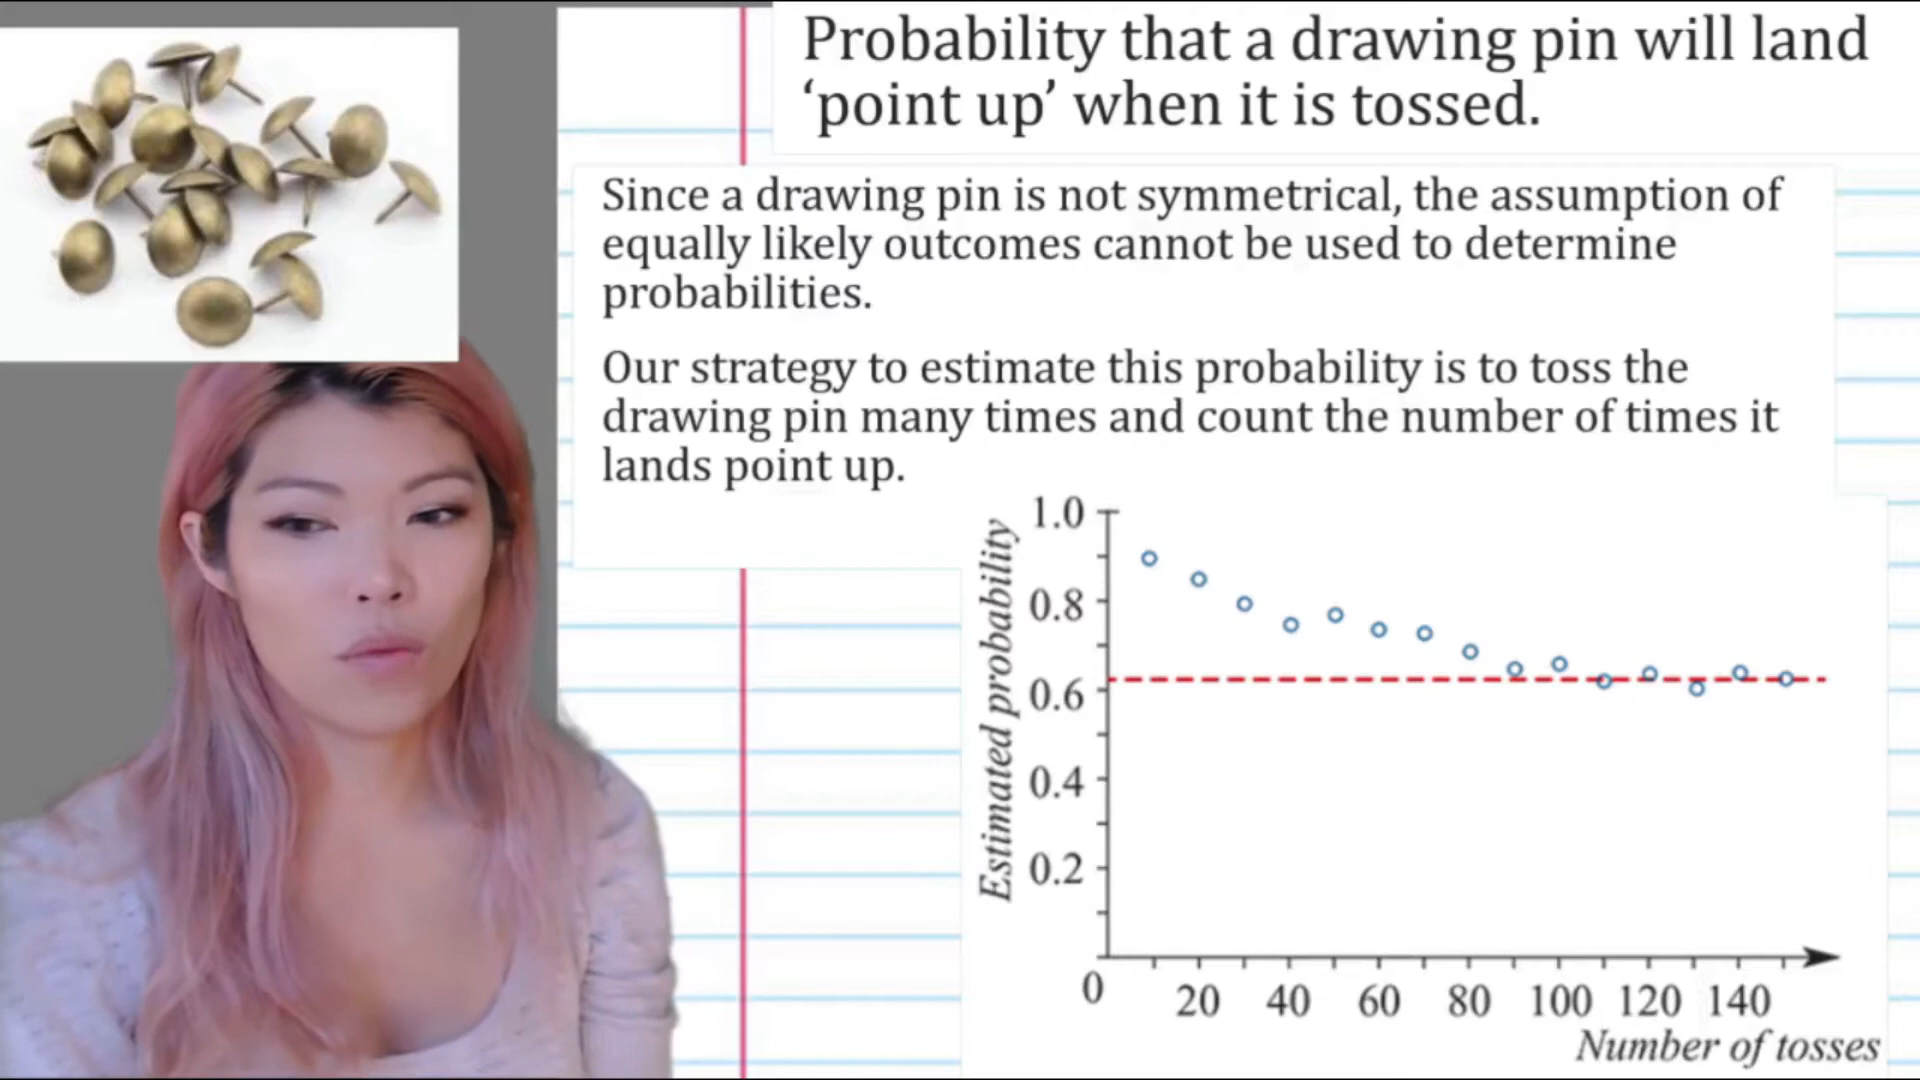 Probability that a drawing pin will land
‘point up’ when it is tossed.
Since a drawing pin is not symmetrical, the assumption of
equally likely outcomes cannot be used to determine
probabilities.
Our strategy to estimate this probability is to toss the
drawing pin many times and count the number of times it
lands point up.
Estimated probability
1.0
0.8
0.6
0.4
0.2
0 20 40 60 80 100 120 140
Number of tosses